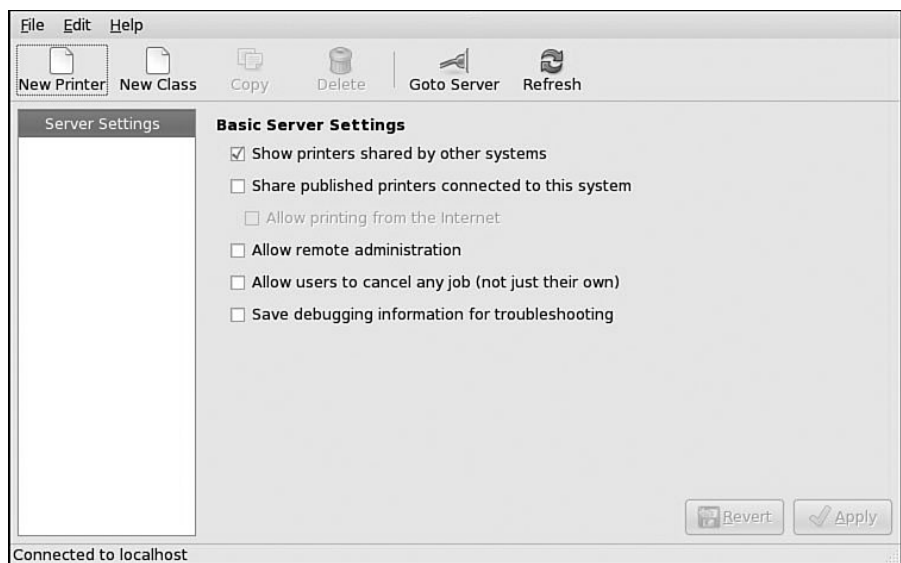 File Edit Help
New Printer New Class Copy Delete Goto Server Refresh
Server Settings
Basic Server Settings
Show printers shared by other systems
Share published printers connected to this system
Allow printing from the Internet
Allow remote administration
Allow users to cancel any job (not just their own)
Save debugging information for troubleshooting
Revert Apply
Connected to localhost